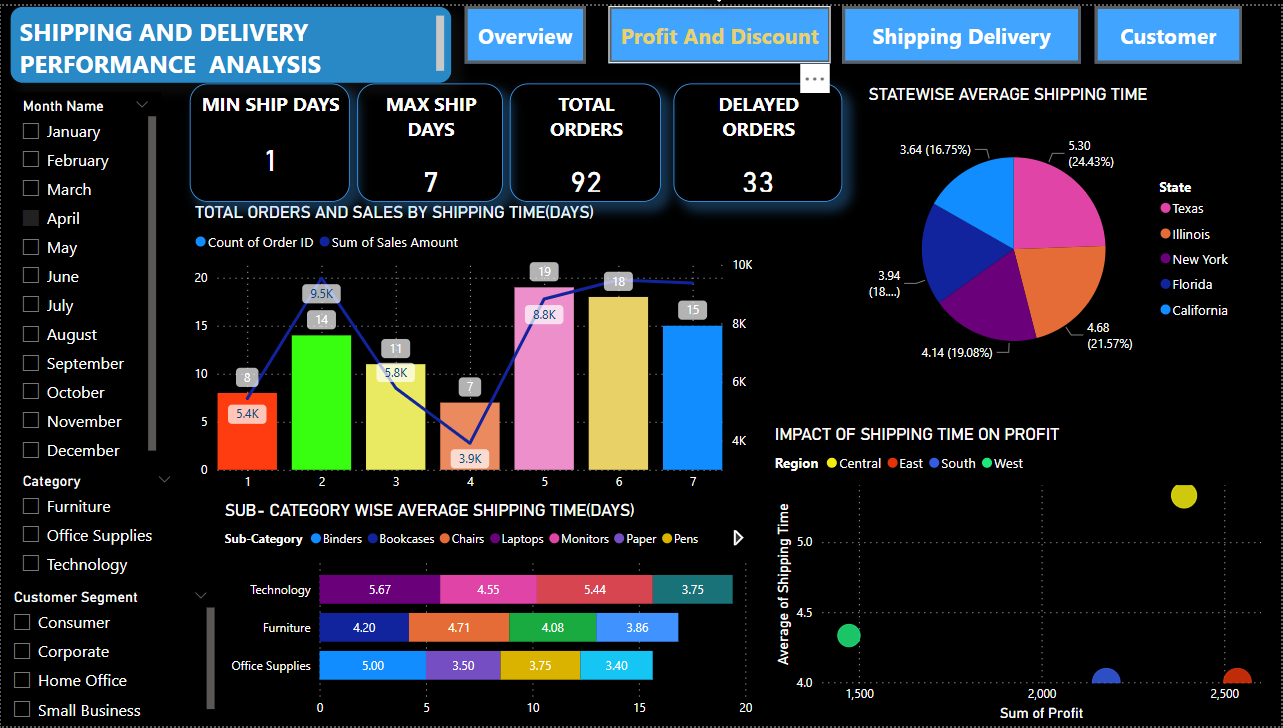 SHIPPING AND DELIVERY
PERFORMANCE ANALYSIS
Overview
Profit And Discount
Shipping Delivery
Customer
Month Name
January
February
March
April
May
June
July
August
September
October
November
December
Category
Furniture
Office Supplies
Technology
Customer Segment
Consumer
Corporate
Home Office
Small Business
MIN SHIP DAYS
1
MAX SHIP
DAYS
7
TOTAL
ORDERS
92
DELAYED
ORDERS
33
TOTAL ORDERS AND SALES BY SHIPPING TIME(DAYS)
Count of Order ID
Sum of Sales Amount
20
15
10
5
0
10K
8K
6K
4K
8
5.4K
9.5K
14
11
5.8K
7
3.9K
19
8.8K
18
15
1
2
3
4
5
6
7
SUB- CATEGORY WISE AVERAGE SHIPPING TIME(DAYS)
Sub-Category
Binders
Bookcases
Chairs
Laptops
Monitors
Paper
Pens
Technology
5.67
4.55
5.44
3.75
Furniture
4.20
4.71
4.08
3.86
Office Supplies
5.00
3.50
3.75
3.40
0
5
10
15
20
STATEWISE AVERAGE SHIPPING TIME
3.64 (16.75%)
5.30
(24.43%)
3.94
(18....)
4.14 (19.08%)
4.68
(21.57%)
State
Texas
Illinois
New York
Florida
California
IMPACT OF SHIPPING TIME ON PROFIT
Region
Central
East
South
West
Average of Shipping Time
5.0
4.5
4.0
1,500
2,000
2,500
Sum of Profit